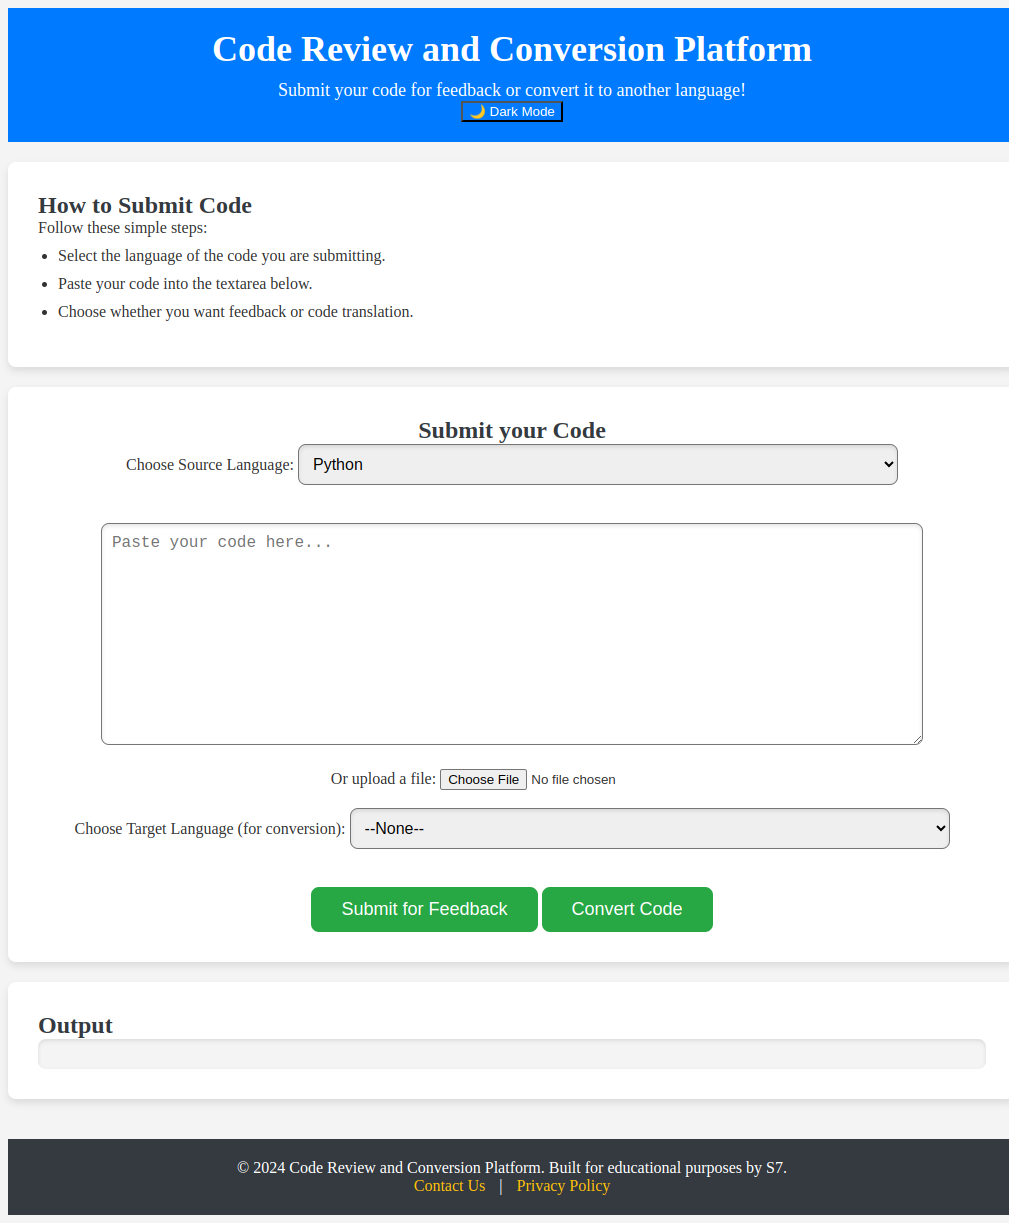 Code Review and Conversion Platform
Submit your code for feedback or convert it to another language!
🌙 Dark Mode
How to Submit Code
Follow these simple steps:
• Select the language of the code you are submitting.
• Paste your code into the textarea below.
• Choose whether you want feedback or code translation.
Submit your Code
Choose Source Language: Python
Paste your code here...
Or upload a file: Choose File No file chosen
Choose Target Language (for conversion): --None--
Submit for Feedback Convert Code
Output
© 2024 Code Review and Conversion Platform. Built for educational purposes by S7.
Contact Us | Privacy Policy